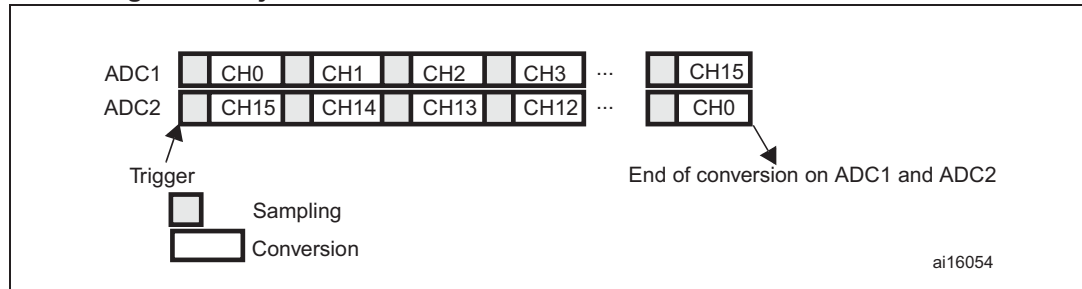 ADC1 CH0 CH1 CH2 CH3 ... CH15
ADC2 CH15 CH14 CH13 CH12 ... CH0
Trigger
End of conversion on ADC1 and ADC2
Sampling
Conversion
ai16054